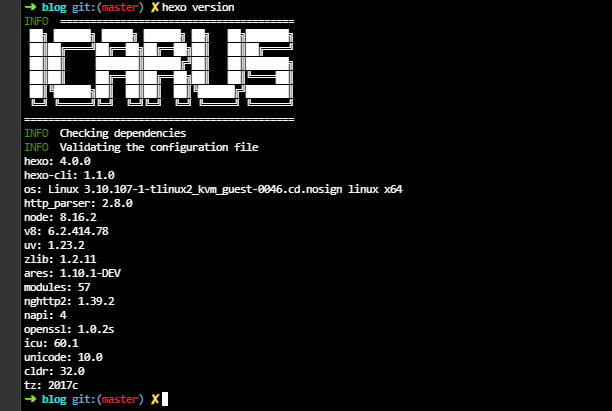 ➜ blog git:(master) ✗ hexo version
INFO =======================================
ICARUS
=============================================
INFO Checking dependencies
INFO Validating the configuration file
hexo: 4.0.0
hexo-cli: 1.1.0
os: Linux 3.10.107-1-tlinux2_kvm_guest-0046.cd.nosign linux x64
http_parser: 2.8.0
node: 8.16.2
v8: 6.2.414.78
uv: 1.23.2
zlib: 1.2.11
ares: 1.10.1-DEV
modules: 57
nghttp2: 1.39.2
napi: 4
openssl: 1.0.2s
icu: 60.1
unicode: 10.0
cldr: 32.0
tz: 2017c
➜ blog git:(master) ✗